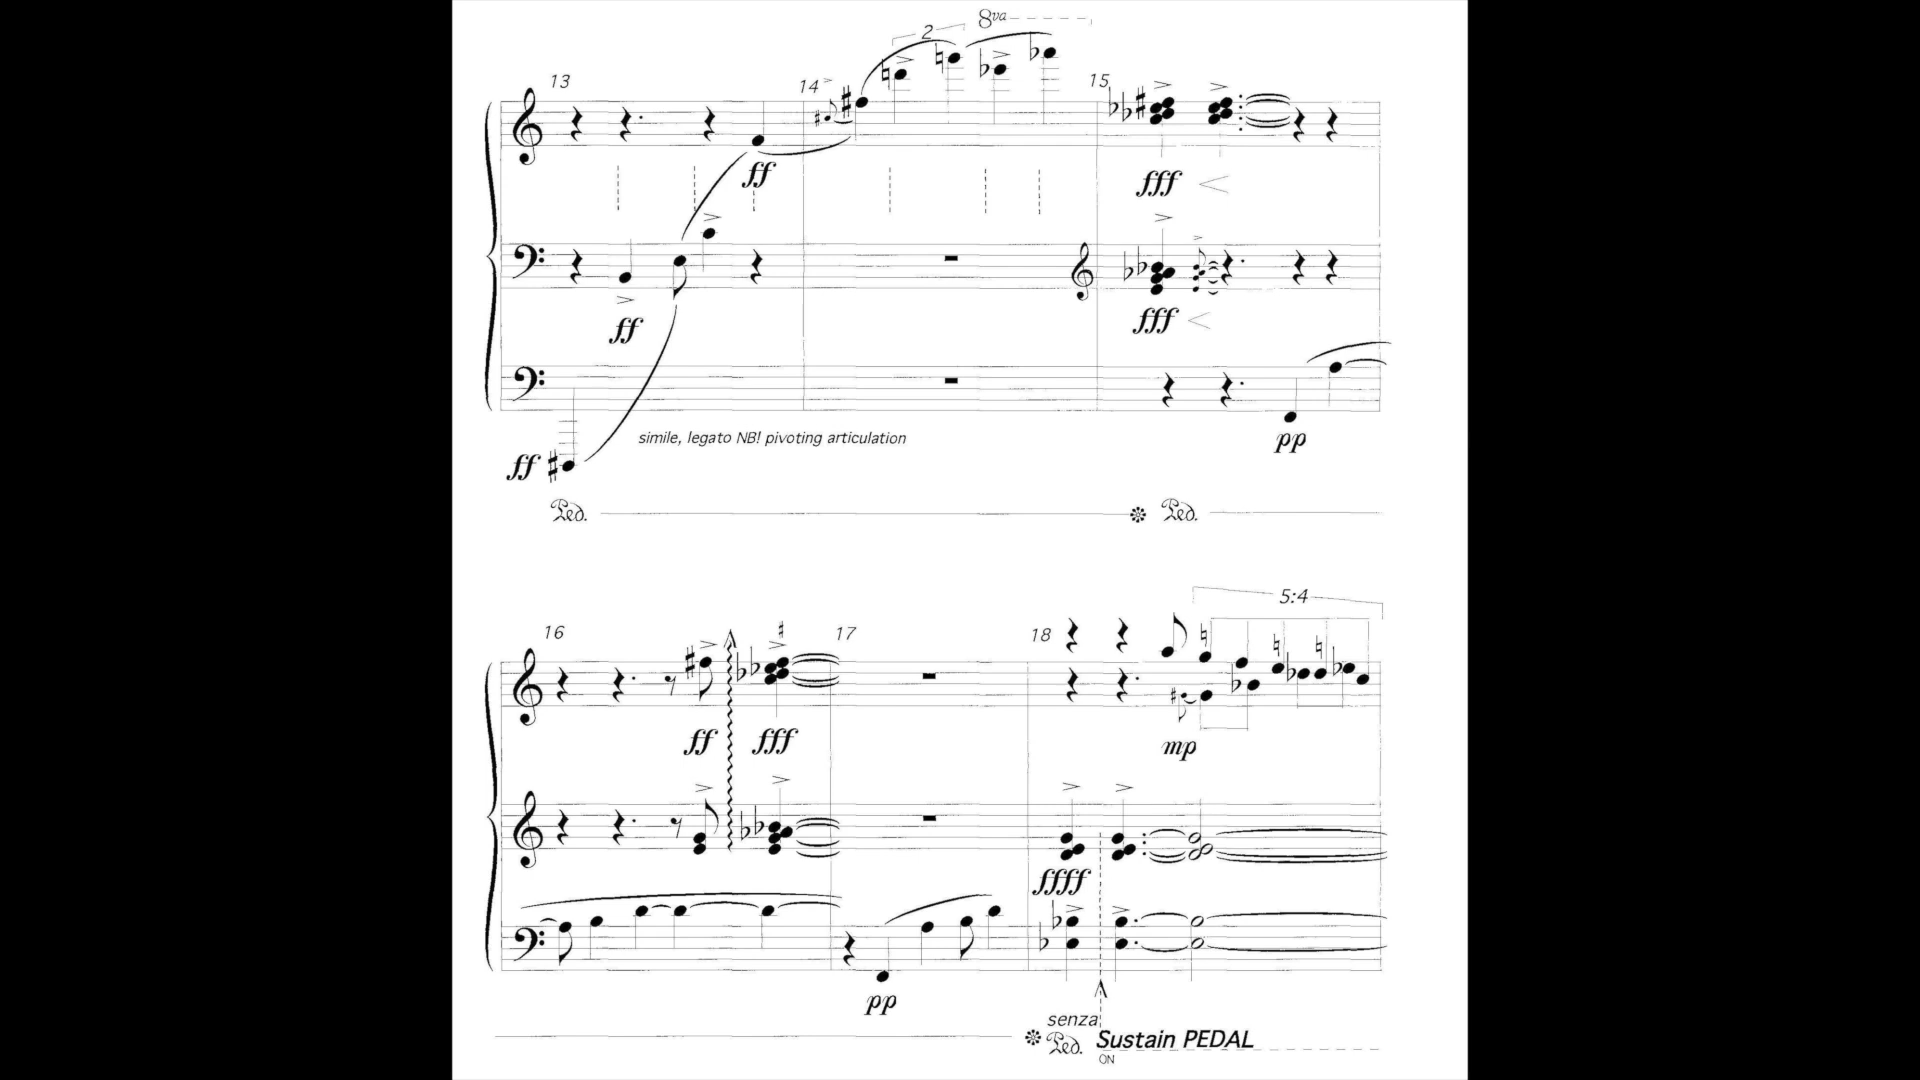 8va
2
13
14
15
ff
fff
ff
fff
simile, legato NB! pivoting articulation
pp
ff
Ped.
Ped.
5:4
16
17
18
ff
fff
mp
ffff
pp
senza
Ped. Sustain PEDAL
ON